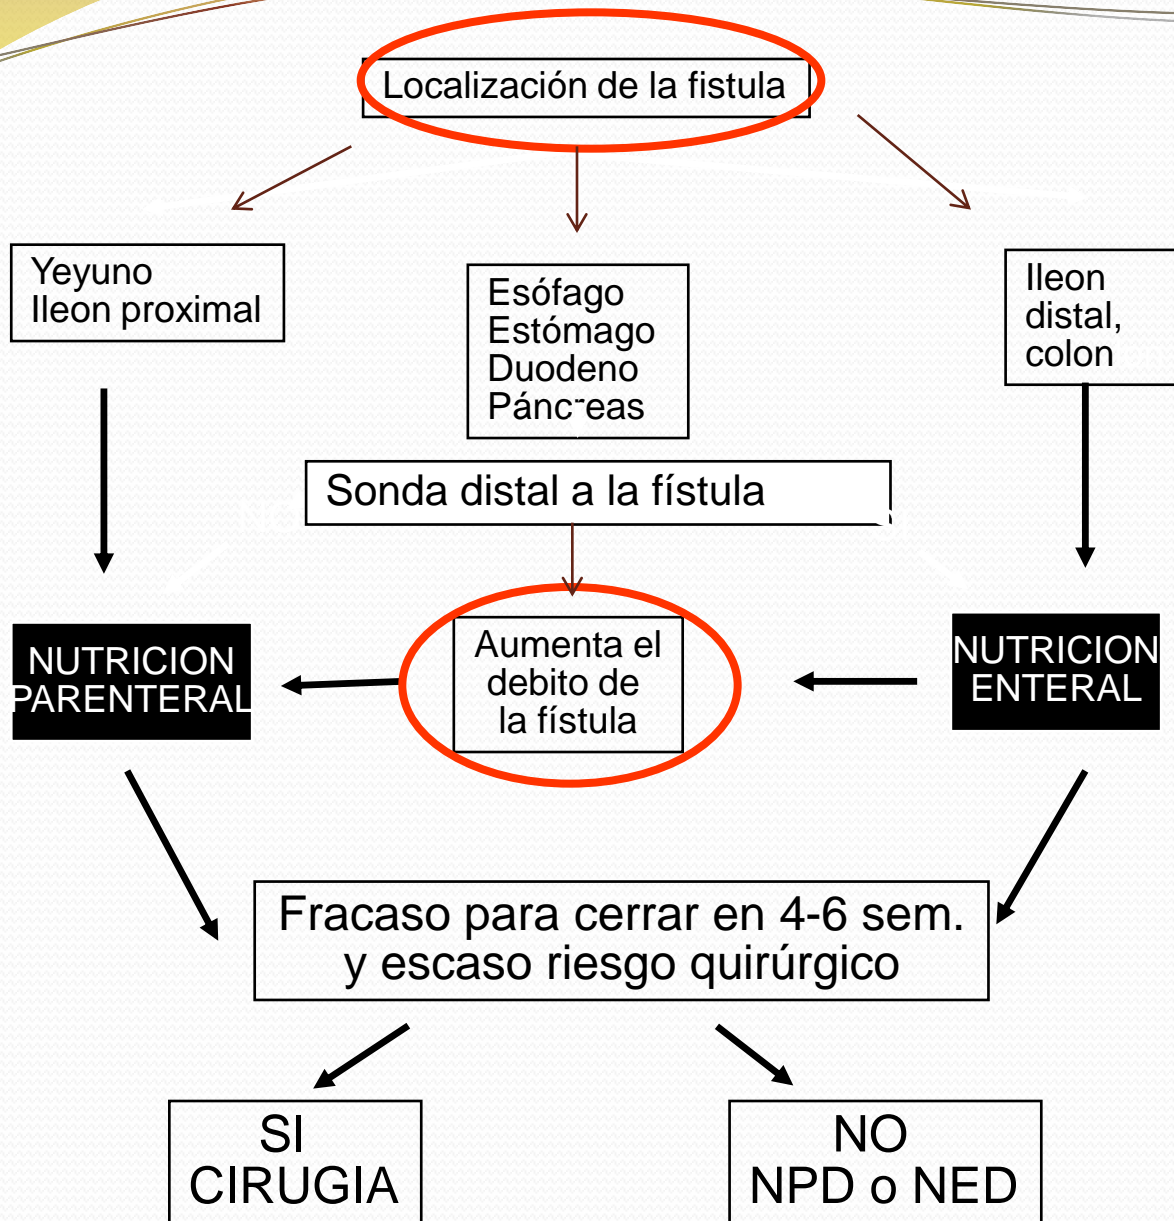 Localización de la fistula
Yeyuno
Ileon proximal
Esófago
Estómago
Duodeno
Páncreas
Ileon
distal,
colon
Sonda distal a la fístula
NUTRICION
PARENTERAL
Aumenta el
debito de
la fístula
NUTRICION
ENTERAL
Fracaso para cerrar en 4-6 sem.
y escaso riesgo quirúrgico
SI
CIRUGIA
NO
NPD o NED